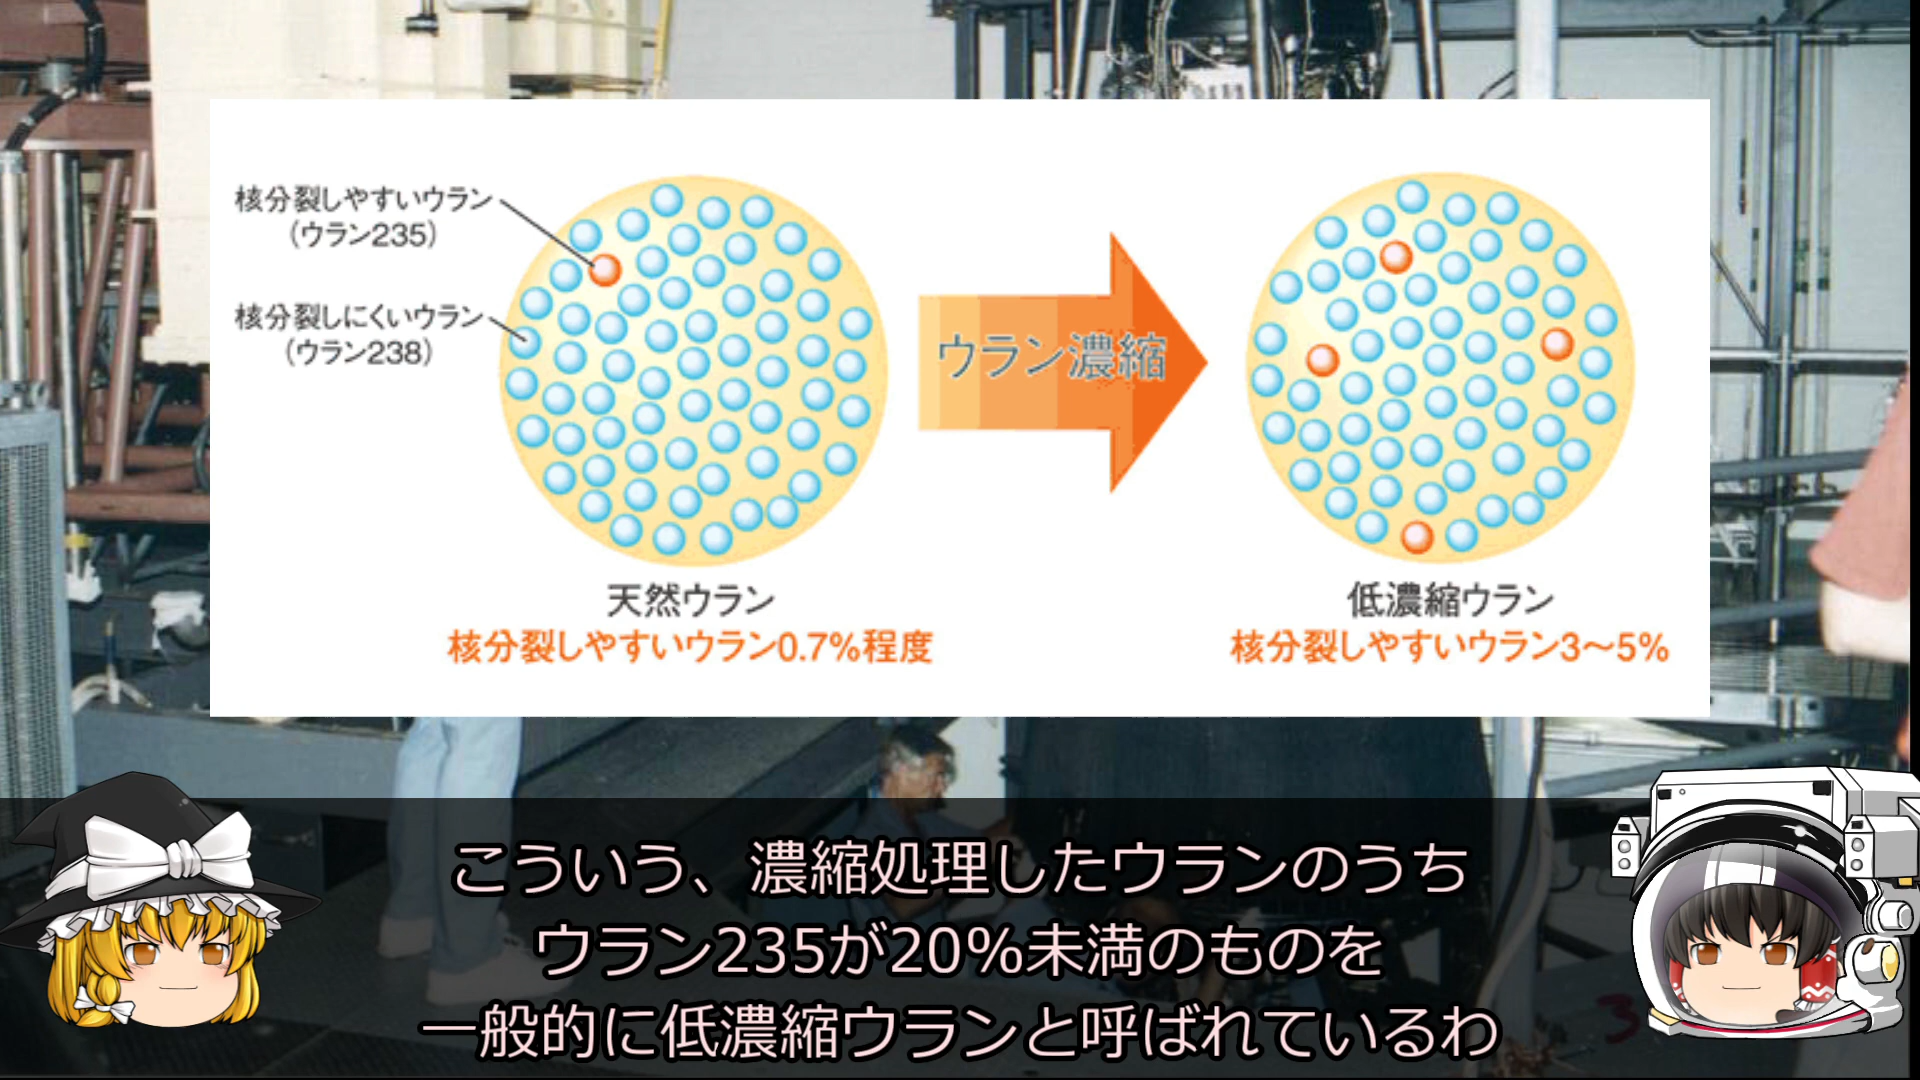 核分裂しやすいウラン
(ウラン235)
核分裂しにくいウラン
(ウラン238)
ウラン濃縮
天然ウラン
核分裂しやすいウラン0.7%程度
低濃縮ウラン
核分裂しやすいウラン3～5%
こういう、濃縮処理したウランのうち
ウラン235が20%未満のものを
一般的に低濃縮ウランと呼ばれているわ